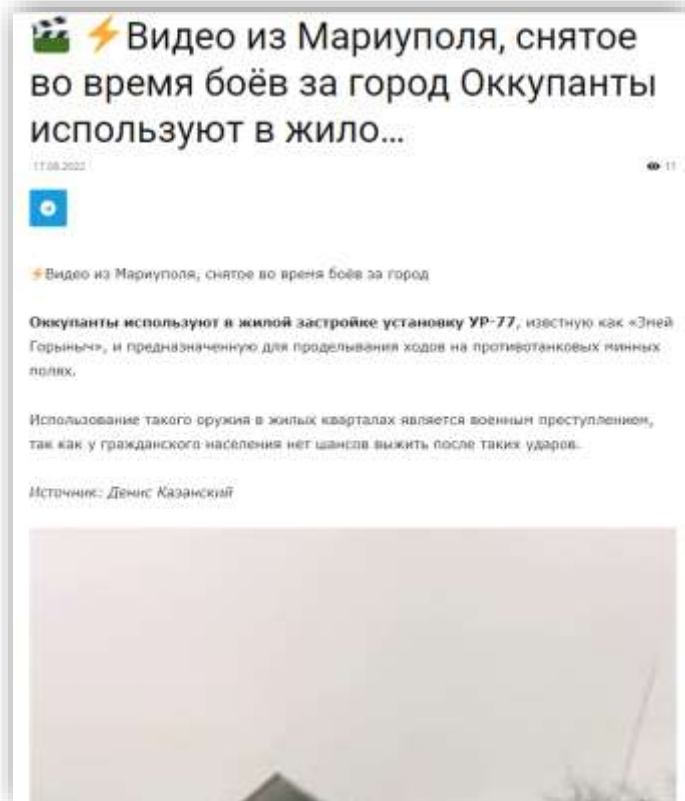 🎬 ⚡Видео из Мариуполя, снятое
во время боёв за город Оккупанты
используют в жило...
17.08.2022
11
⚡Видео из Мариуполя, снятое во время боёв за город
Оккупанты используют в жилой застройке установку УР-77, известную как «Змей
Горыныч», и предназначенную для проделывания ходов на противотанковых минных
полях.
Использование такого оружия в жилых кварталах является военным преступлением,
так как у гражданского населения нет шансов выжить после таких ударов.
Источник: Денис Казанский